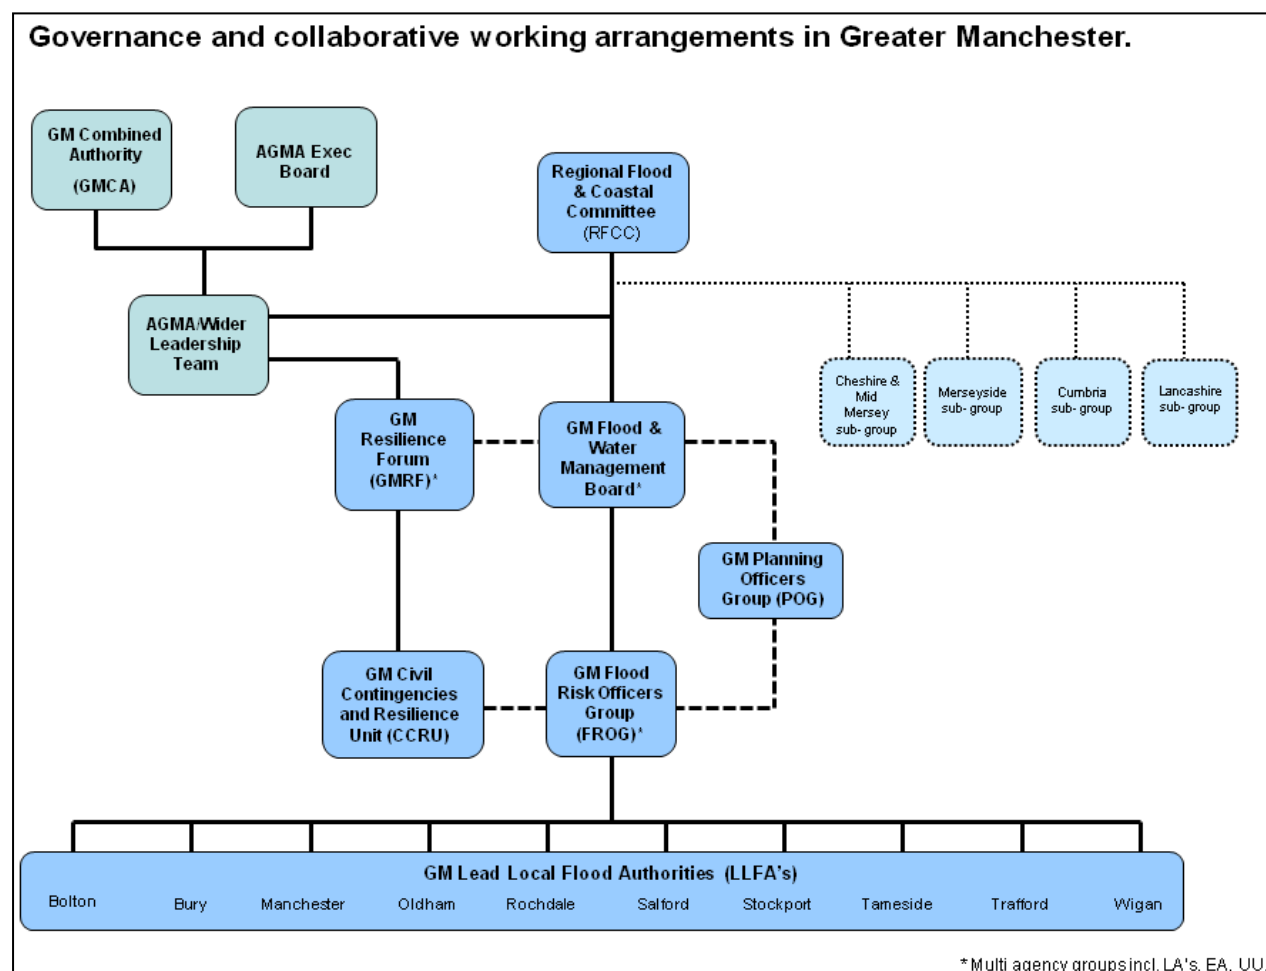 Governance and collaborative working arrangements in Greater Manchester.
GM Combined
Authority
(GMCA)
AGMA Exec
Board
Regional Flood
& Coastal
Committee
(RFCC)
AGMA/Wider
Leadership
Team
Cheshire &
Mid
Mersey
sub-group
Merseyside
sub- group
Cumbria
sub- group
Lancashire
sub- group
GM
Resilience
Forum
(GMRF)*
GM Flood &
Water
Management
Board*
GM Planning
Officers
Group (POG)
GM Civil
Contingencies
and Resilience
Unit (CCRU)
GM Flood
Risk Officers
Group
(FROG)*
GM Lead Local Flood Authorities (LLFA's)
Bolton Bury Manchester Oldham Rochdale Salford Stockport Tameside Trafford Wigan
* Multi agency groups incl. LA's, EA, UU.